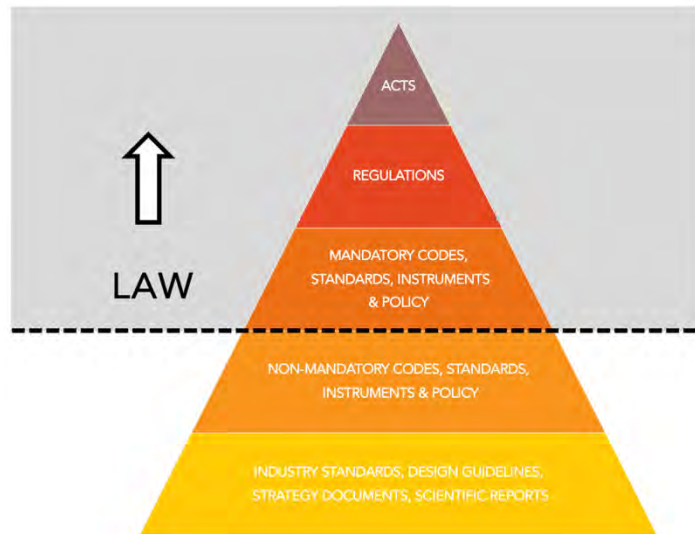 ACTS
REGULATIONS
MANDATORY CODES,
STANDARDS, INSTRUMENTS
& POLICY
LAW
NON-MANDATORY CODES, STANDARDS,
INSTRUMENTS & POLICY
INDUSTRY STANDARDS, DESIGN GUIDELINES,
STRATEGY DOCUMENTS, SCIENTIFIC REPORTS